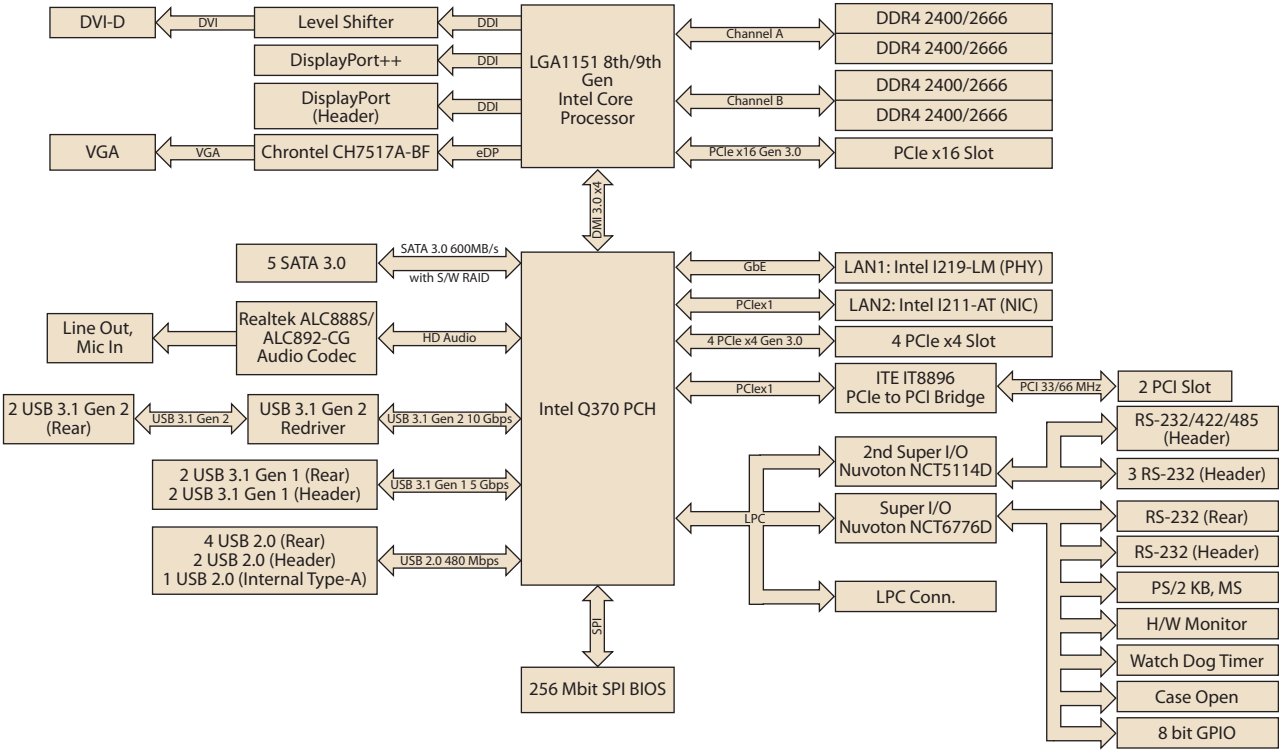 DVI-D
DVI
Level Shifter
DDI
DisplayPort++
DDI
DisplayPort
(Header)
DDI
VGA
VGA
Chrontel CH7517A-BF
eDP
LGA1151 8th/9th
Gen
Intel Core
Processor
Channel A
DDR4 2400/2666
DDR4 2400/2666
Channel B
DDR4 2400/2666
DDR4 2400/2666
PCIe x16 Gen 3.0
PCIe x16 Slot
DMI 3.0 x4
5 SATA 3.0
SATA 3.0 600MB/s
with S/W RAID
Line Out,
Mic In
Realtek ALC888S/
ALC892-CG
Audio Codec
HD Audio
2 USB 3.1 Gen 2
(Rear)
USB 3.1 Gen 2
USB 3.1 Gen 2
Redriver
USB 3.1 Gen 2 10 Gbps
2 USB 3.1 Gen 1 (Rear)
2 USB 3.1 Gen 1 (Header)
USB 3.1 Gen 1 5 Gbps
4 USB 2.0 (Rear)
2 USB 2.0 (Header)
1 USB 2.0 (Internal Type-A)
USB 2.0 480 Mbps
Intel Q370 PCH
GbE
LAN1: Intel I219-LM (PHY)
PCIex1
LAN2: Intel I211-AT (NIC)
4 PCIe x4 Gen 3.0
4 PCIe x4 Slot
PCIex1
ITE IT8896
PCIe to PCI Bridge
PCI 33/66 MHz
2 PCI Slot
LPC
2nd Super I/O
Nuvoton NCT5114D
RS-232/422/485
(Header)
3 RS-232 (Header)
Super I/O
Nuvoton NCT6776D
RS-232 (Rear)
RS-232 (Header)
PS/2 KB, MS
H/W Monitor
Watch Dog Timer
Case Open
8 bit GPIO
LPC Conn.
SPI
256 Mbit SPI BIOS